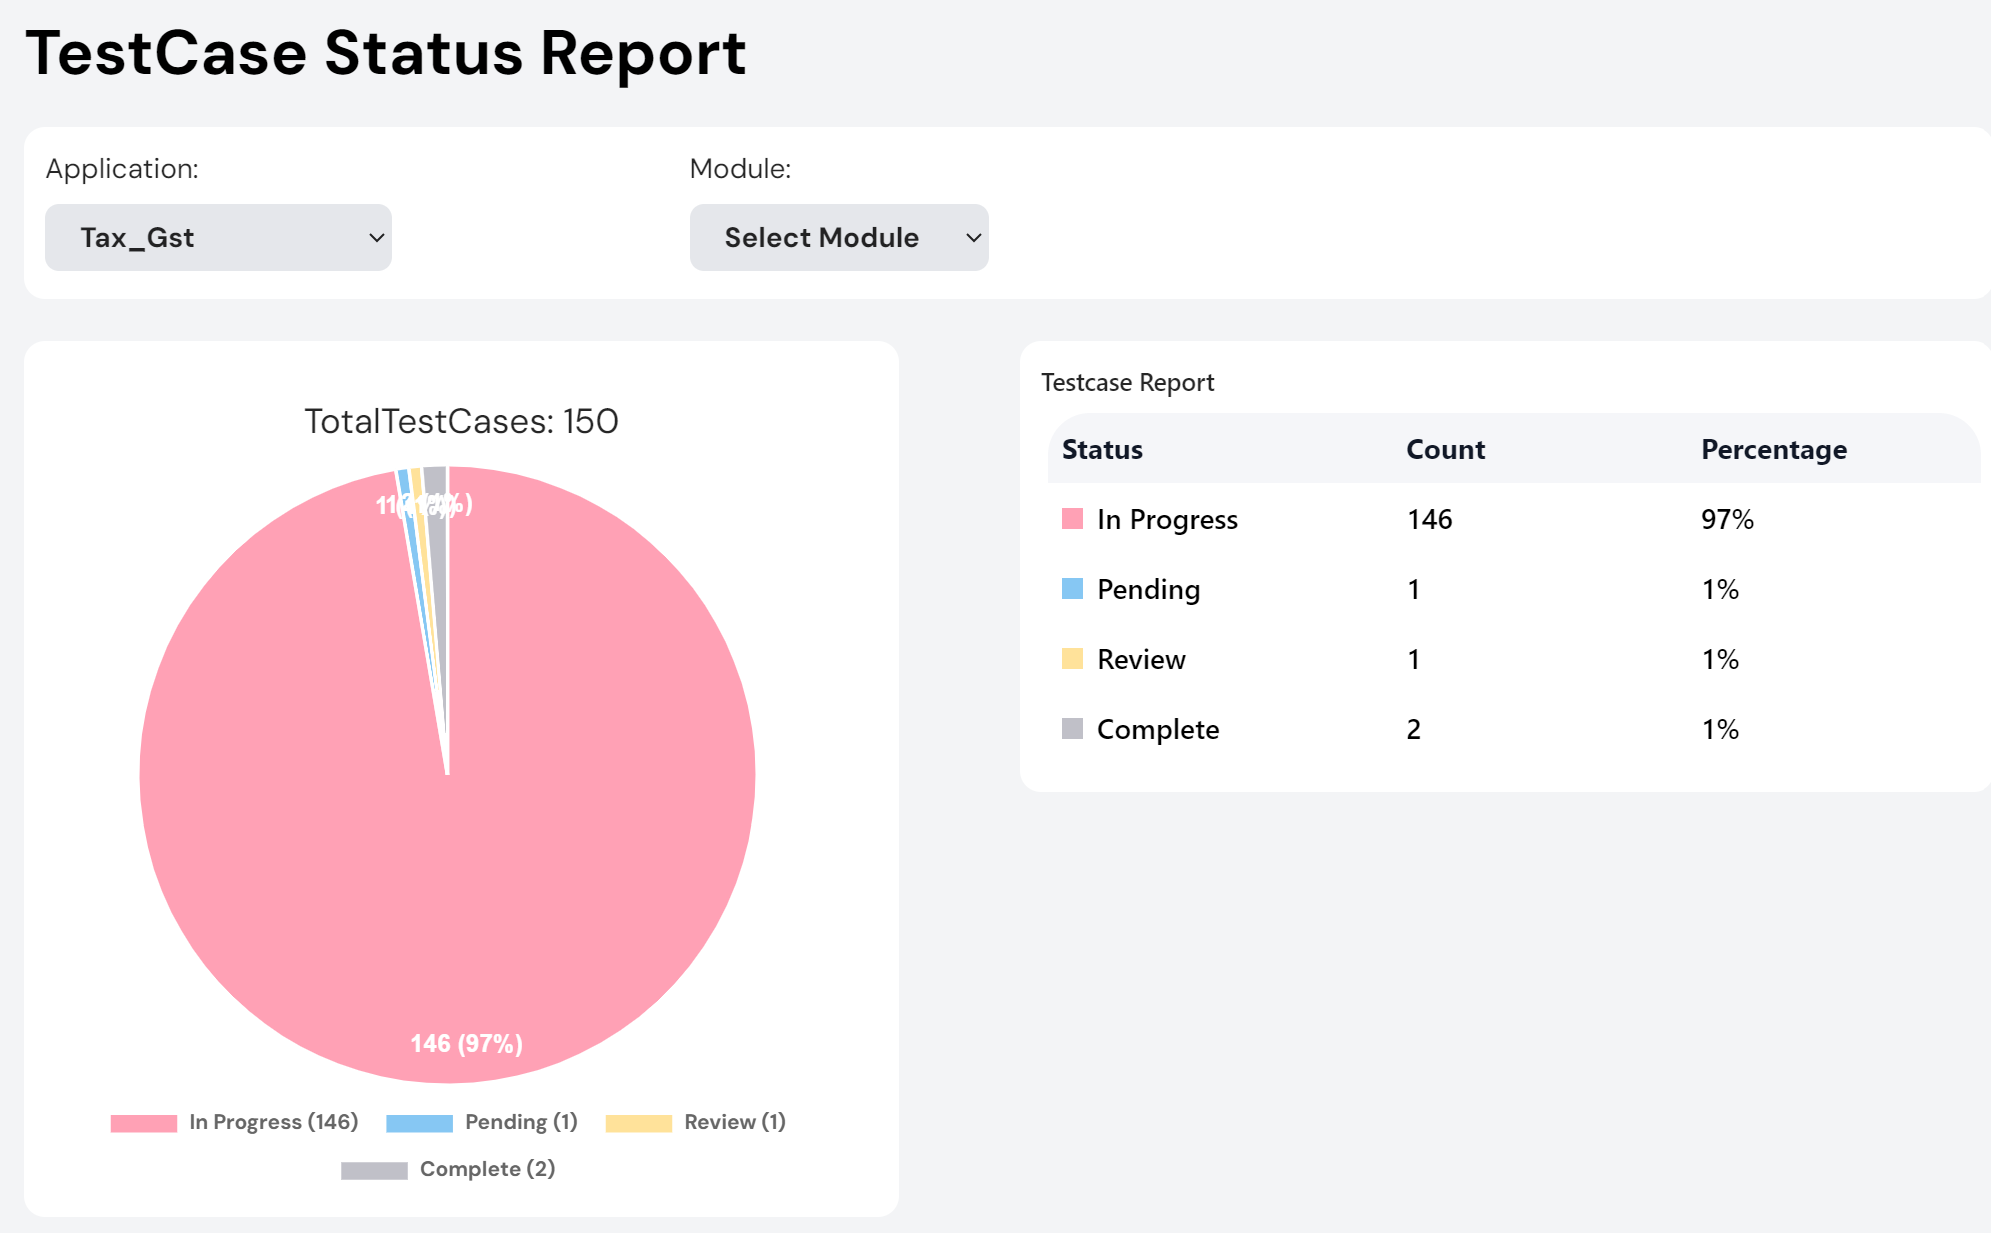 TestCase Status Report
Application:
Module:
Tax_Gst
Select Module
TotalTestCases: 150
146 (97%)
In Progress (146)
Pending (1)
Review (1)
Complete (2)
Testcase Report
Status Count Percentage
In Progress 146 97%
Pending 1 1%
Review 1 1%
Complete 2 1%